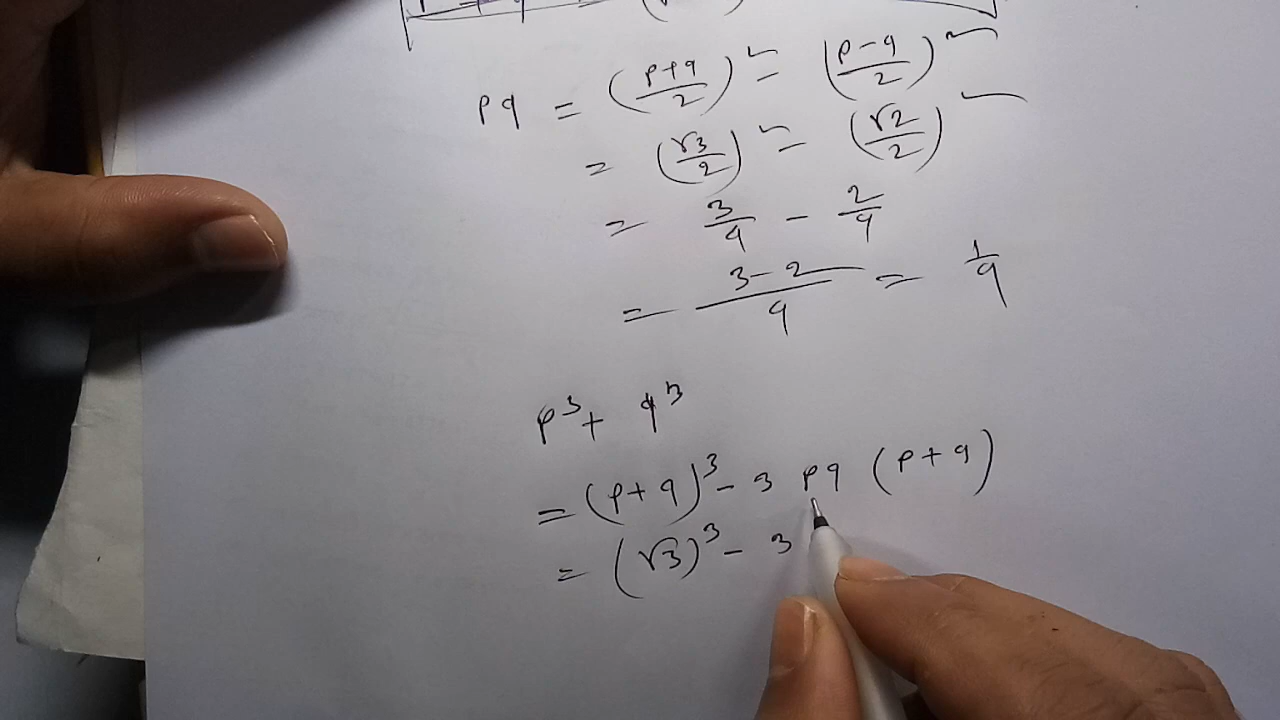 pq = (p+q/2)² - (p-q/2)²
= (√3/2)² - (√2/2)²
= 3/4 - 2/4
= 3-2/4 = 1/4
p³ + q³
= (p+q)³ - 3 pq (p+q)
= (√3)³ - 3